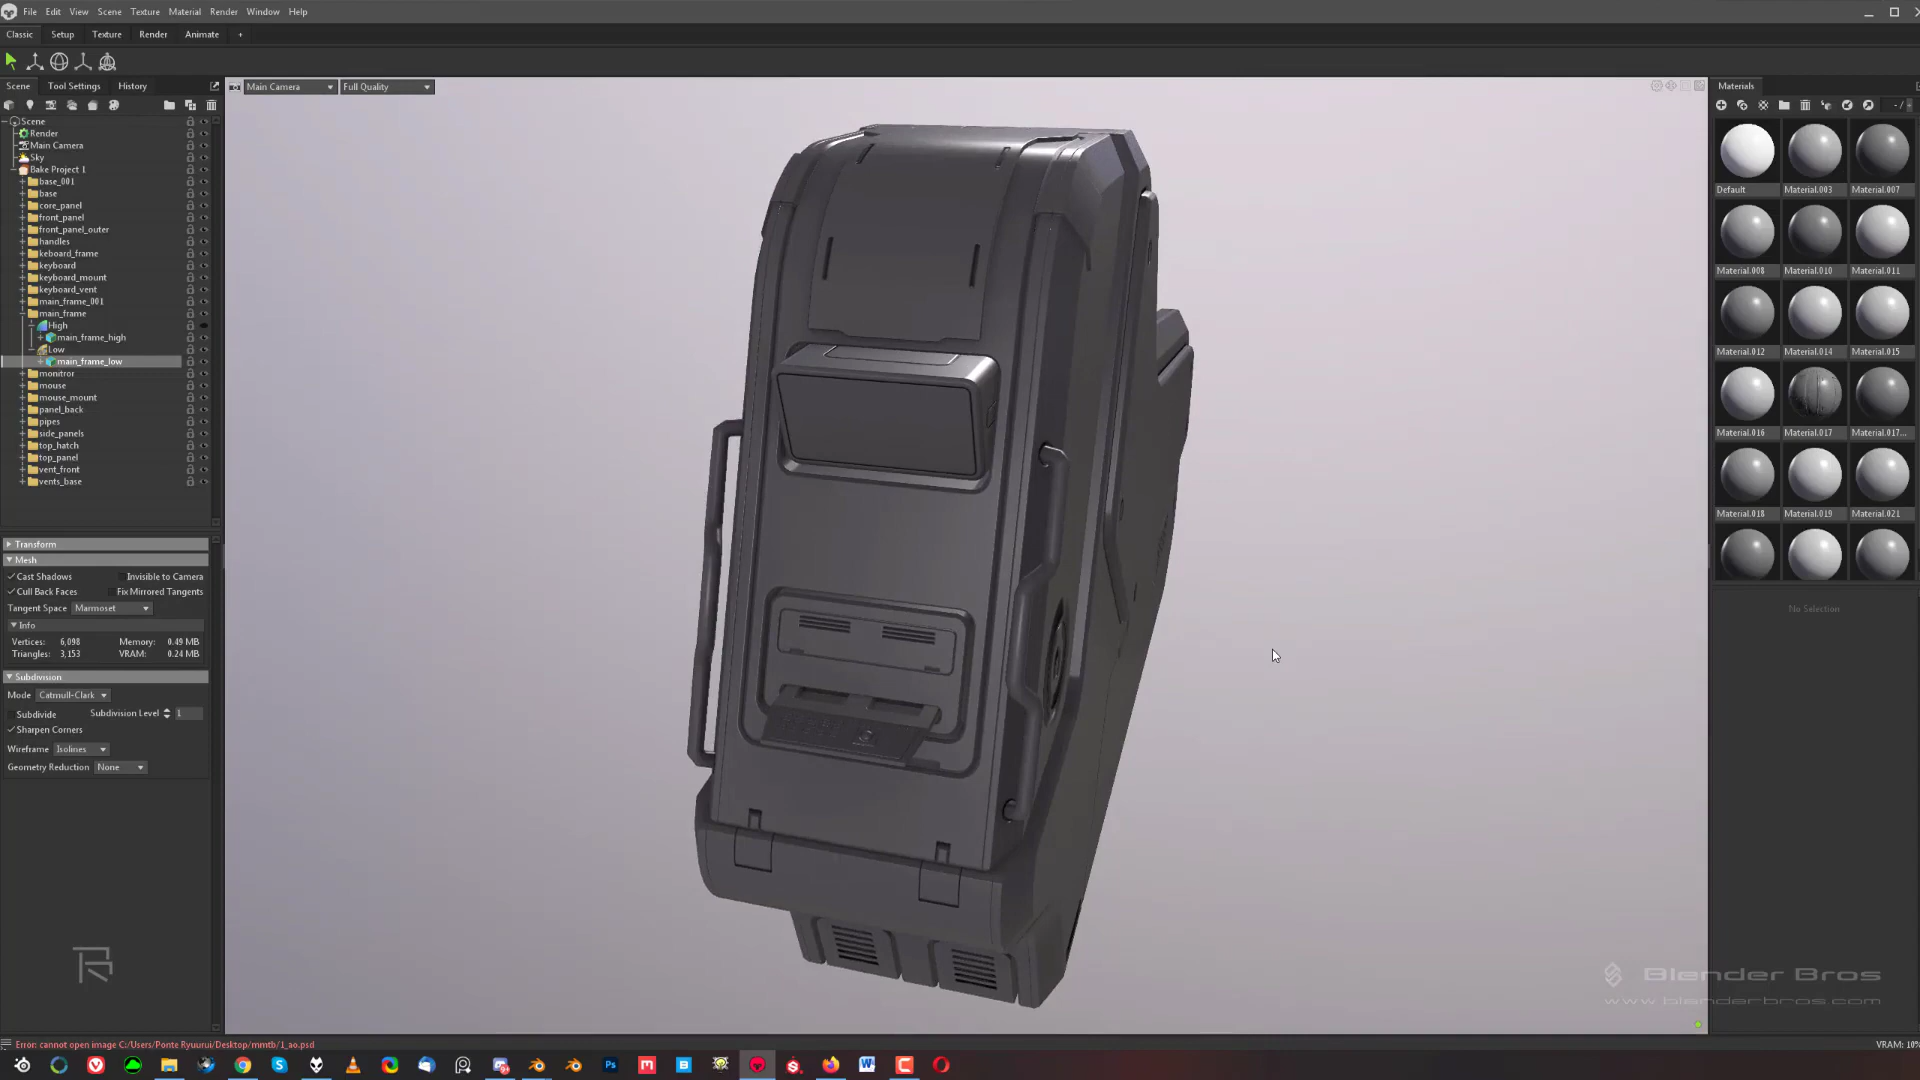 File Edit View Scene Texture Material Render Window Help
Classic Setup Texture Render Animate +
Scene Tool Settings History
Main Camera Full Quality
Materials
Scene
Render
Main Camera
Sky
Bake Project 1
base_001
base
core_panel
front_panel
front_panel_outer
handles
keboard_frame
keyboard
keyboard_mount
keyboard_vent
main_frame_001
main_frame
High
main_frame_high
Low
main_frame_low
monitror
mouse
mouse_mount
panel_back
pipes
side_panels
top_hatch
top_panel
vent_front
vents_base
Transform
Mesh
Cast Shadows Invisible to Camera
Cull Back Faces Fix Mirrored Tangents
Tangent Space Marmoset
Info
Vertices: 6,098 Memory: 0.49 MB
Triangles: 3,153 VRAM: 0.24 MB
Subdivision
Mode Catmull-Clark
Subdivide Subdivision Level 1
Sharpen Corners
Wireframe Isolines
Geometry Reduction None
Default Material.003 Material.007
Material.008 Material.010 Material.011
Material.012 Material.014 Material.015
Material.016 Material.017 Material.017...
Material.018 Material.019 Material.021
No Selection
Blender Bros
www.blenderbros.com
Error: cannot open image C:/Users/Ponte Ryuurui/Desktop/mmtb/1_ao.psd
VRAM: 10%